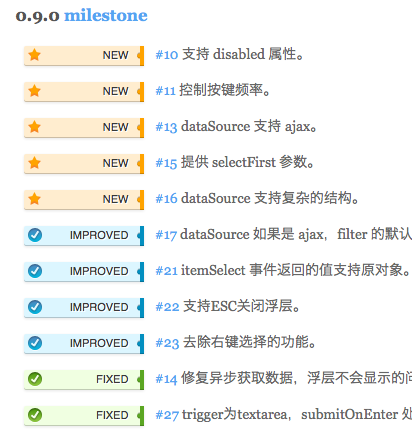 0.9.0 milestone
NEW #10 支持 disabled 属性。
NEW #11 控制按键频率。
NEW #13 dataSource 支持 ajax。
NEW #15 提供 selectFirst 参数。
NEW #16 dataSource 支持复杂的结构。
IMPROVED #17 dataSource 如果是 ajax，filter 的默认
IMPROVED #21 itemSelect 事件返回的值支持原对象。
IMPROVED #22 支持ESC关闭浮层。
IMPROVED #23 去除右键选择的功能。
FIXED #14 修复异步获取数据，浮层不会显示的
FIXED #27 trigger为textarea，submitOnEnter 处